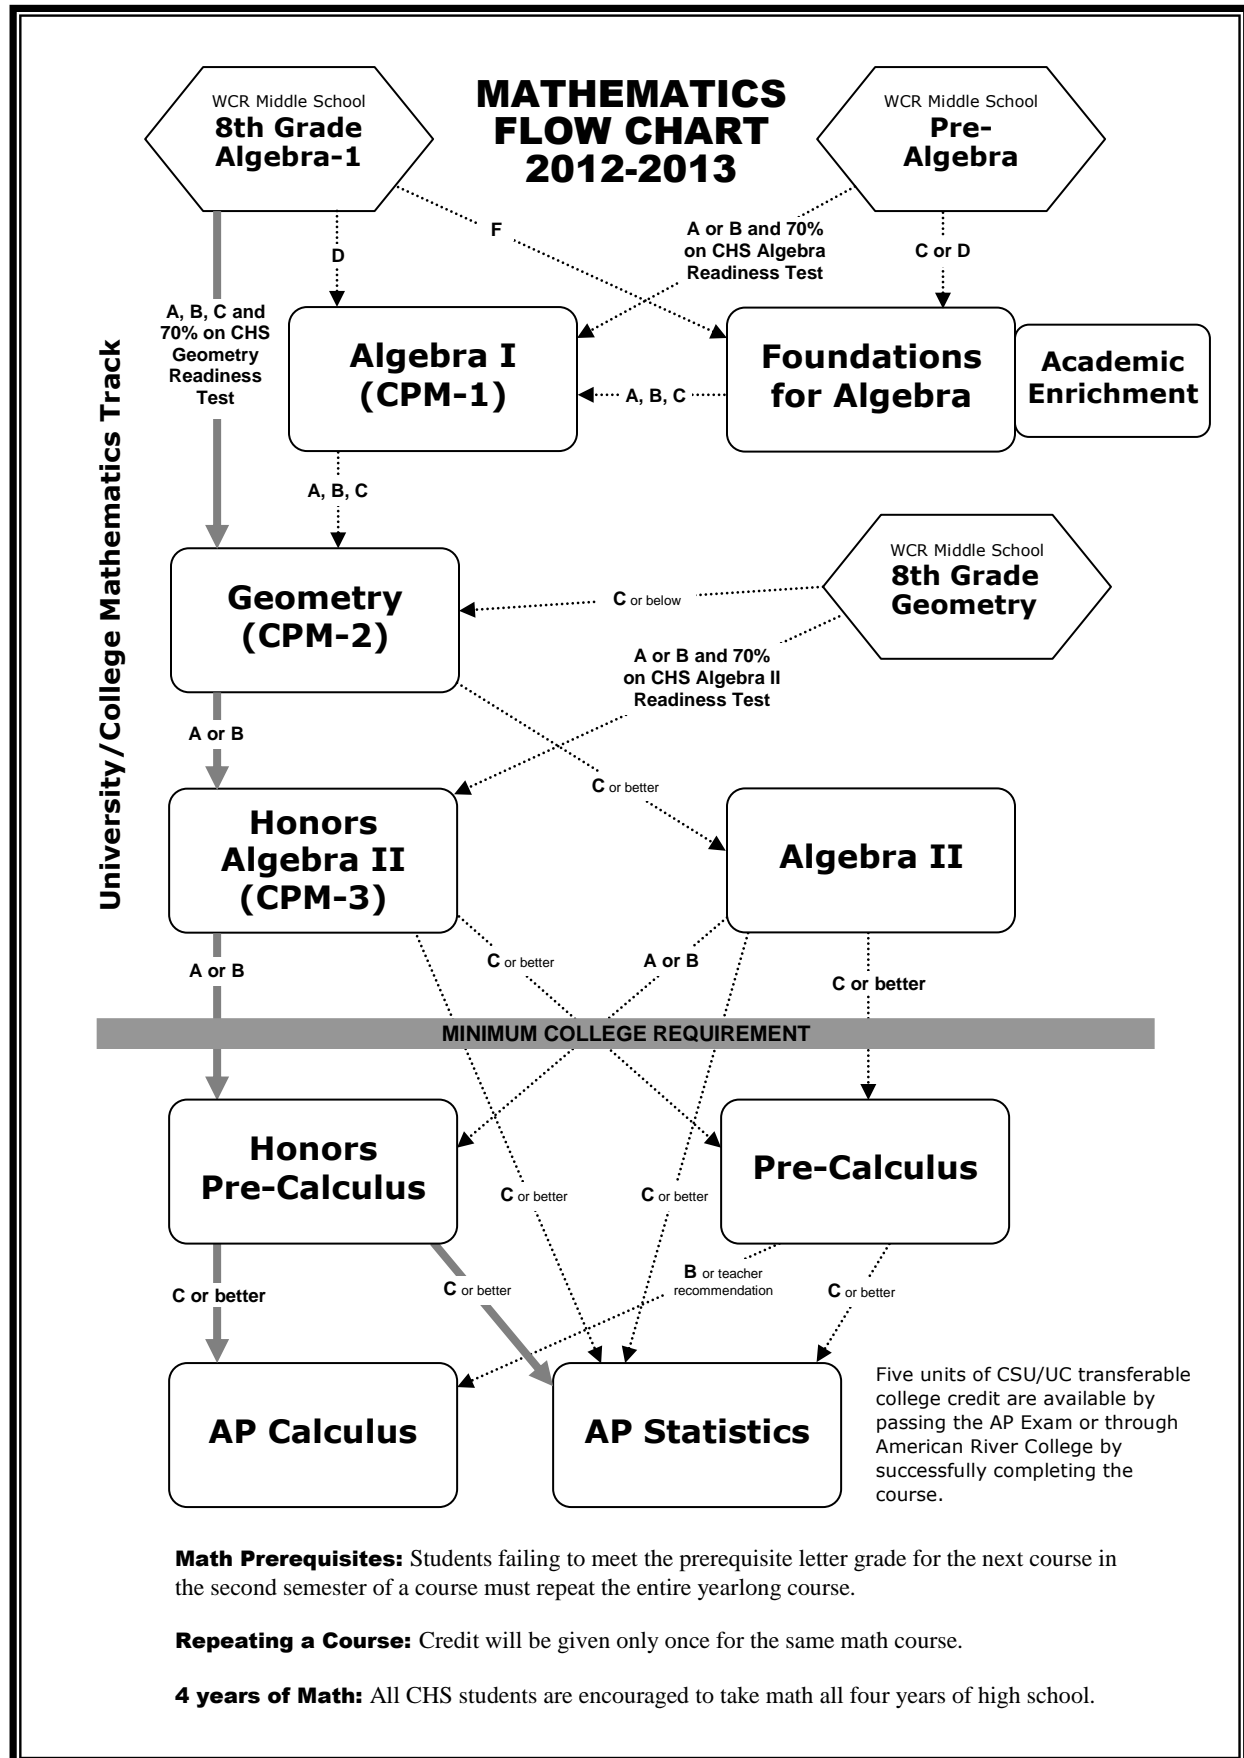 WCR Middle School
8th Grade
Algebra-1
MATHEMATICS
FLOW CHART
2012-2013
WCR Middle School
Pre-
Algebra
F
D
A or B and 70%
on CHS Algebra
Readiness Test
C or D
A, B, C and
70% on CHS
Geometry
Readiness
Test
University/College Mathematics Track
Algebra I
(CPM-1)
A, B, C
Foundations
for Algebra
Academic
Enrichment
A, B, C
Geometry
(CPM-2)
C or below
WCR Middle School
8th Grade
Geometry
A or B and 70%
on CHS Algebra II
Readiness Test
A or B
C or better
Honors
Algebra II
(CPM-3)
Algebra II
A or B
C or better
A or B
C or better
MINIMUM COLLEGE REQUIREMENT
Honors
Pre-Calculus
Pre-Calculus
C or better
C or better
C or better
C or better
B or teacher
recommendation
C or better
AP Calculus
AP Statistics
Five units of CSU/UC transferable
college credit are available by
passing the AP Exam or through
American River College by
successfully completing the
course.
Math Prerequisites: Students failing to meet the prerequisite letter grade for the next course in
the second semester of a course must repeat the entire yearlong course.
Repeating a Course: Credit will be given only once for the same math course.
4 years of Math: All CHS students are encouraged to take math all four years of high school.